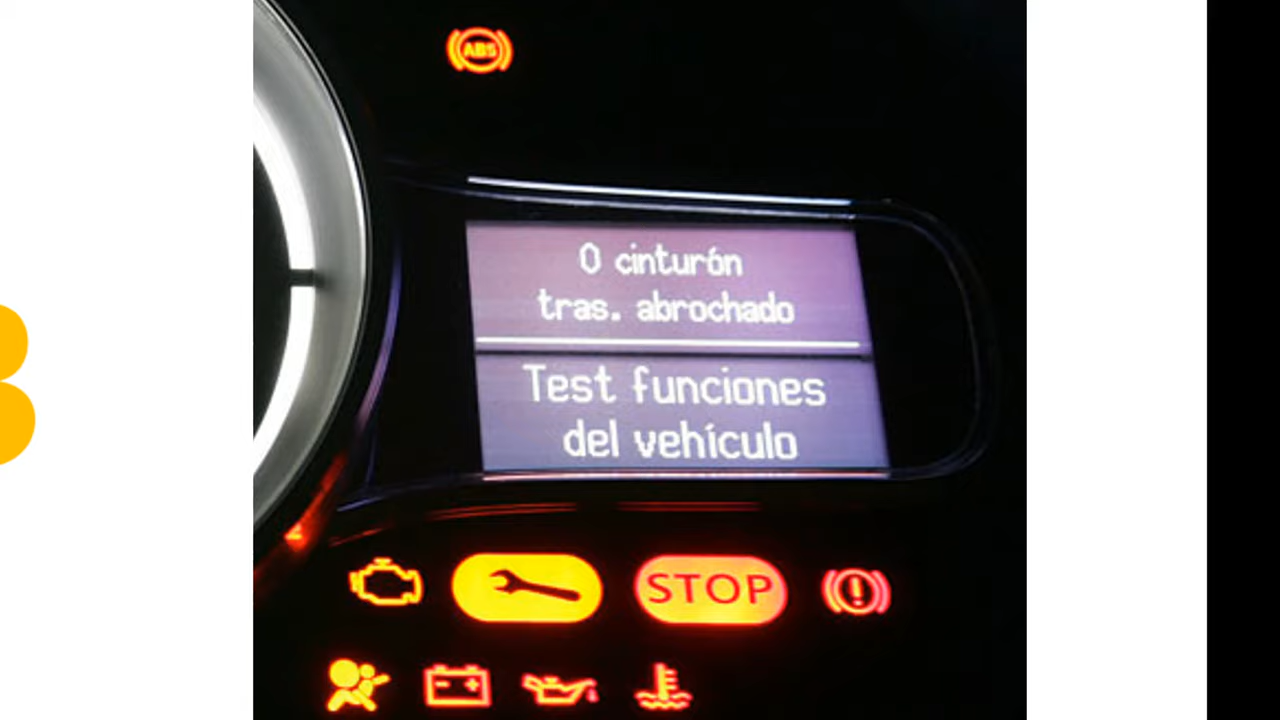 ABS
0 cinturón
tras. abrochado
Test funciones
del vehículo
STOP